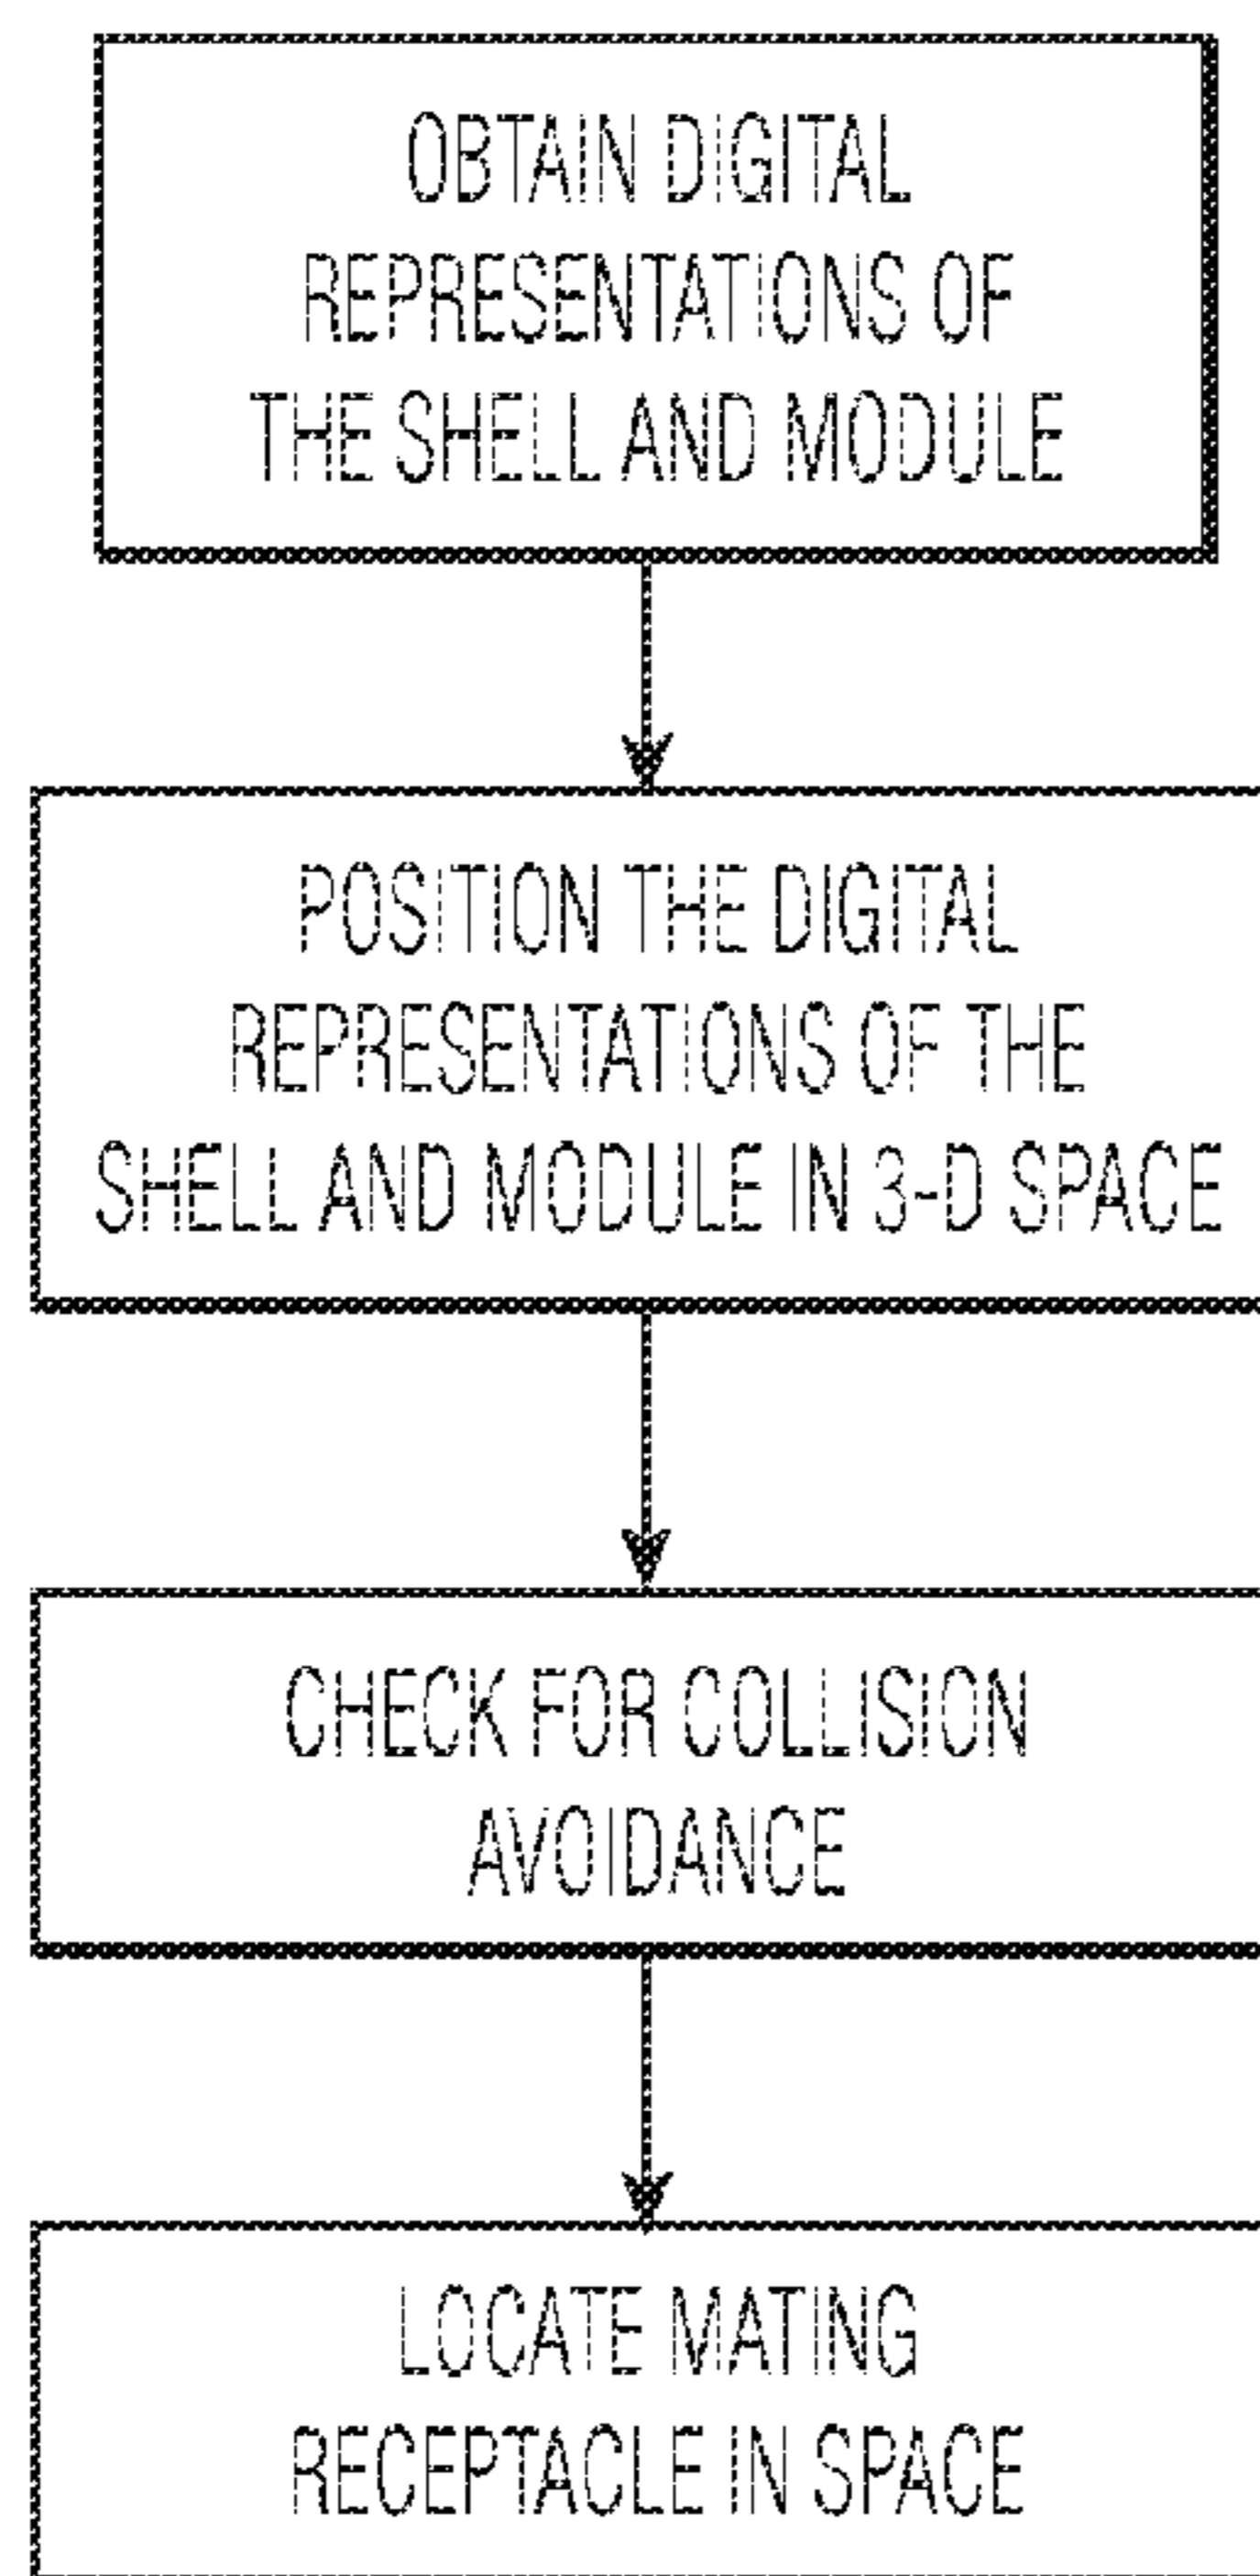 OBTAIN DIGITAL
REPRESENTATIONS OF
THE SHELL AND MODULE
POSITION THE DIGITAL
REPRESENTATIONS OF THE
SHELL AND MODULE IN 3-D SPACE
CHECK FOR COLLISION
AVOIDANCE
LOCATE MATING
RECEPTACLE IN SPACE